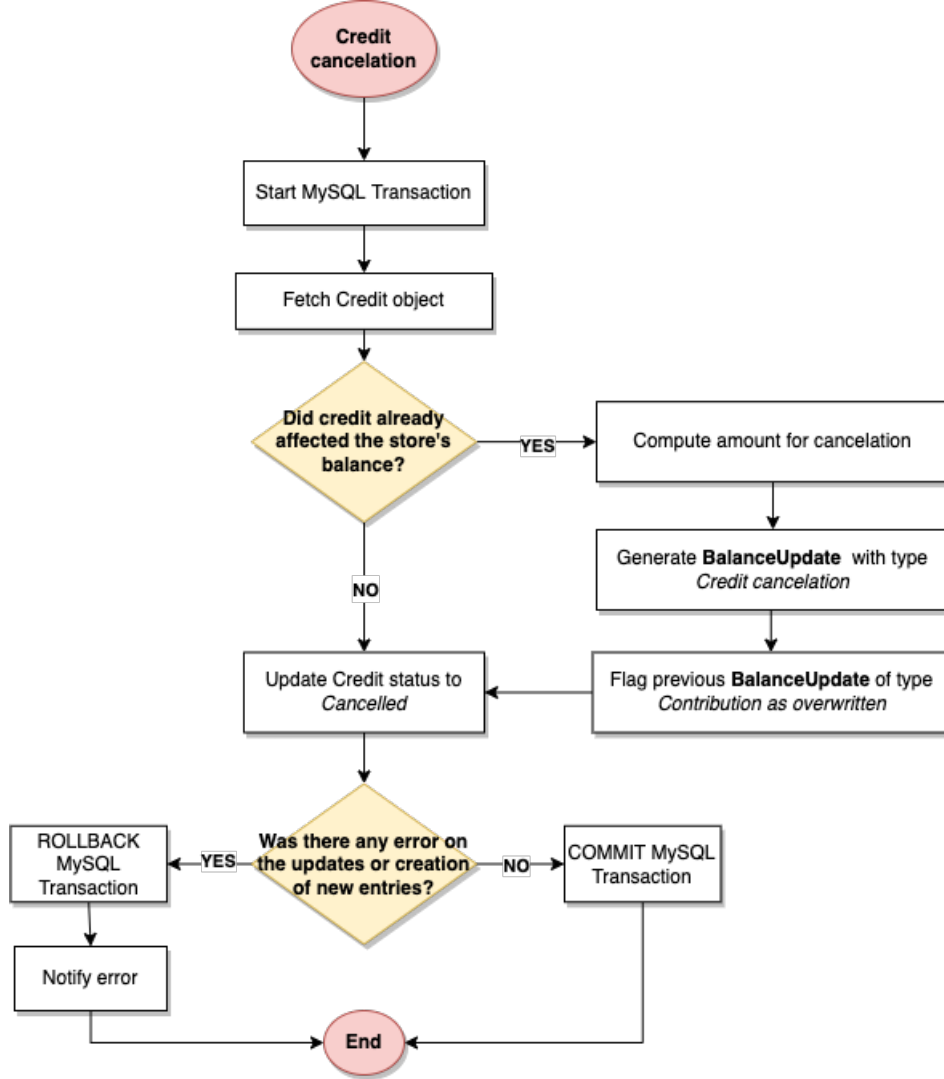 Credit
cancelation
Start MySQL Transaction
Fetch Credit object
Did credit already
affected the store's
balance?
YES
Compute amount for cancelation
Generate BalanceUpdate with type
Credit cancelation
NO
Update Credit status to
Cancelled
Flag previous BalanceUpdate of type
Contribution as overwritten
Was there any error on
the updates or creation
of new entries?
YES
ROLLBACK
MySQL
Transaction
NO
COMMIT MySQL
Transaction
Notify error
End